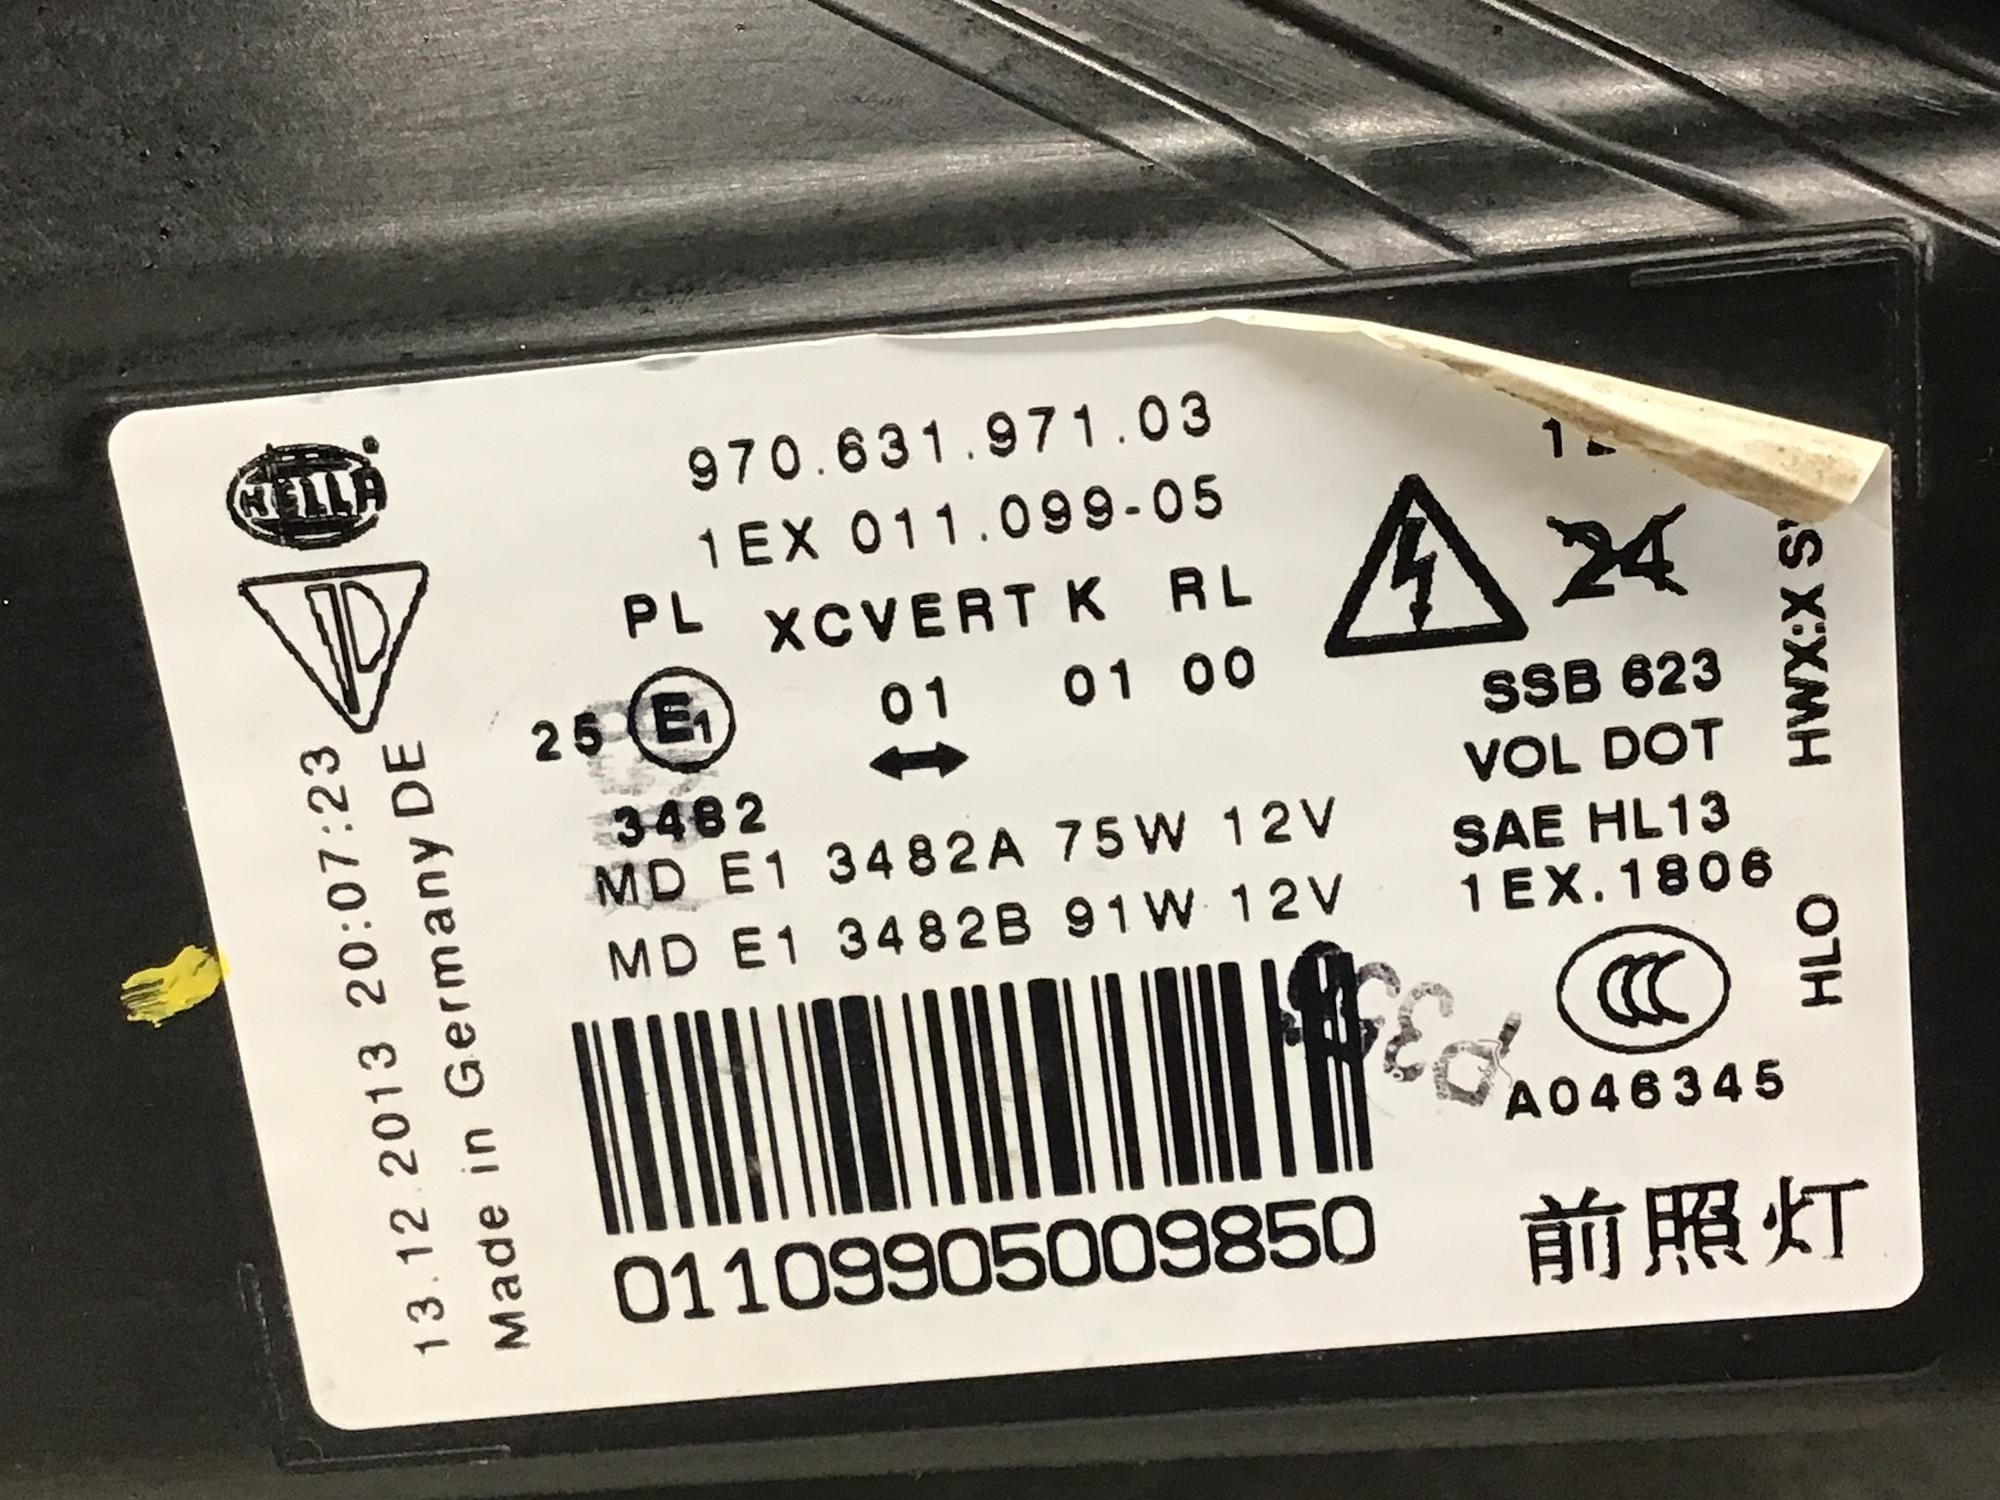 HELLA
970.631.971.03
1EX 011.099-05
PL XCVERT K RL
25 E1 01 01 00
3482
MD E1 3482A 75W 12V
MD E1 3482B 91W 12V
01109905009850
13.12.2013 20:07:23
Made in Germany DE
24
SSB 623
VOL DOT
SAE HL13
1EX.1806
CCC
A046345
前照灯
HWX:X
HLO